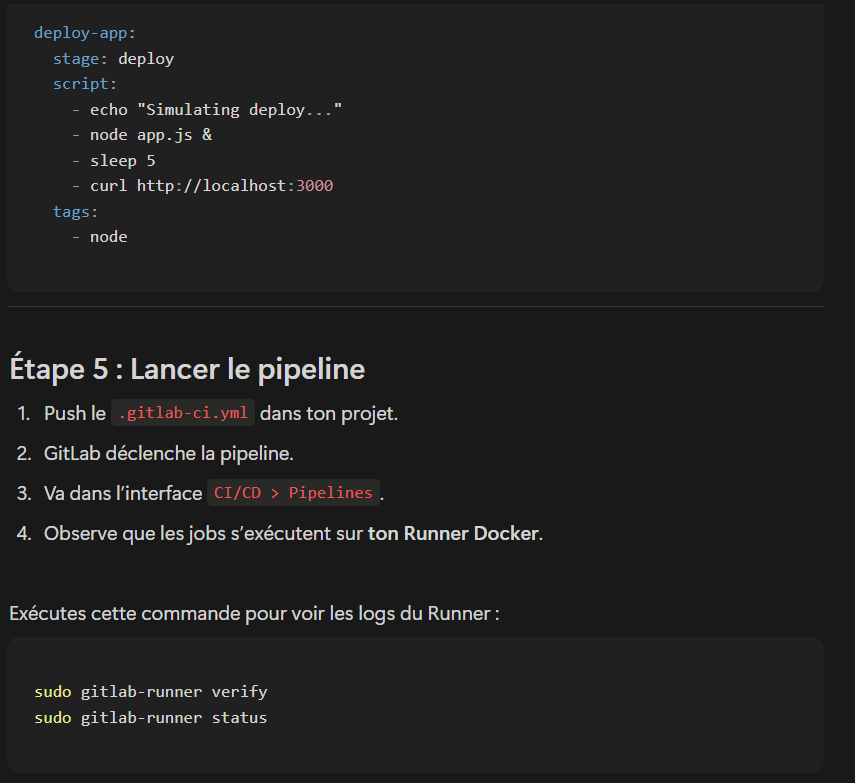 deploy-app:
  stage: deploy
  script:
    - echo "Simulating deploy..."
    - node app.js &
    - sleep 5
    - curl http://localhost:3000
  tags:
    - node
Étape 5 : Lancer le pipeline
1. Push le .gitlab-ci.yml dans ton projet.
2. GitLab déclenche la pipeline.
3. Va dans l’interface CI/CD > Pipelines.
4. Observe que les jobs s’exécutent sur ton Runner Docker.
Exécutes cette commande pour voir les logs du Runner :
sudo gitlab-runner verify
sudo gitlab-runner status